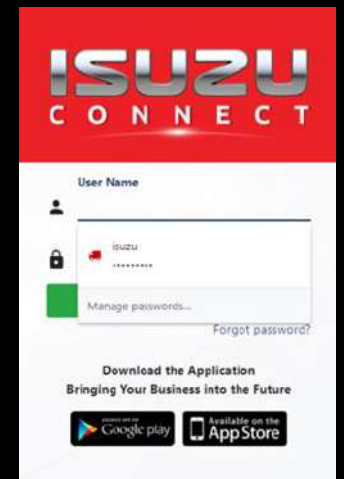 ISUZU
CONNECT
User Name
isuzu
Manage passwords...
Forgot password?
Download the Application
Bringing Your Business into the Future
Google play
Available on the
App Store